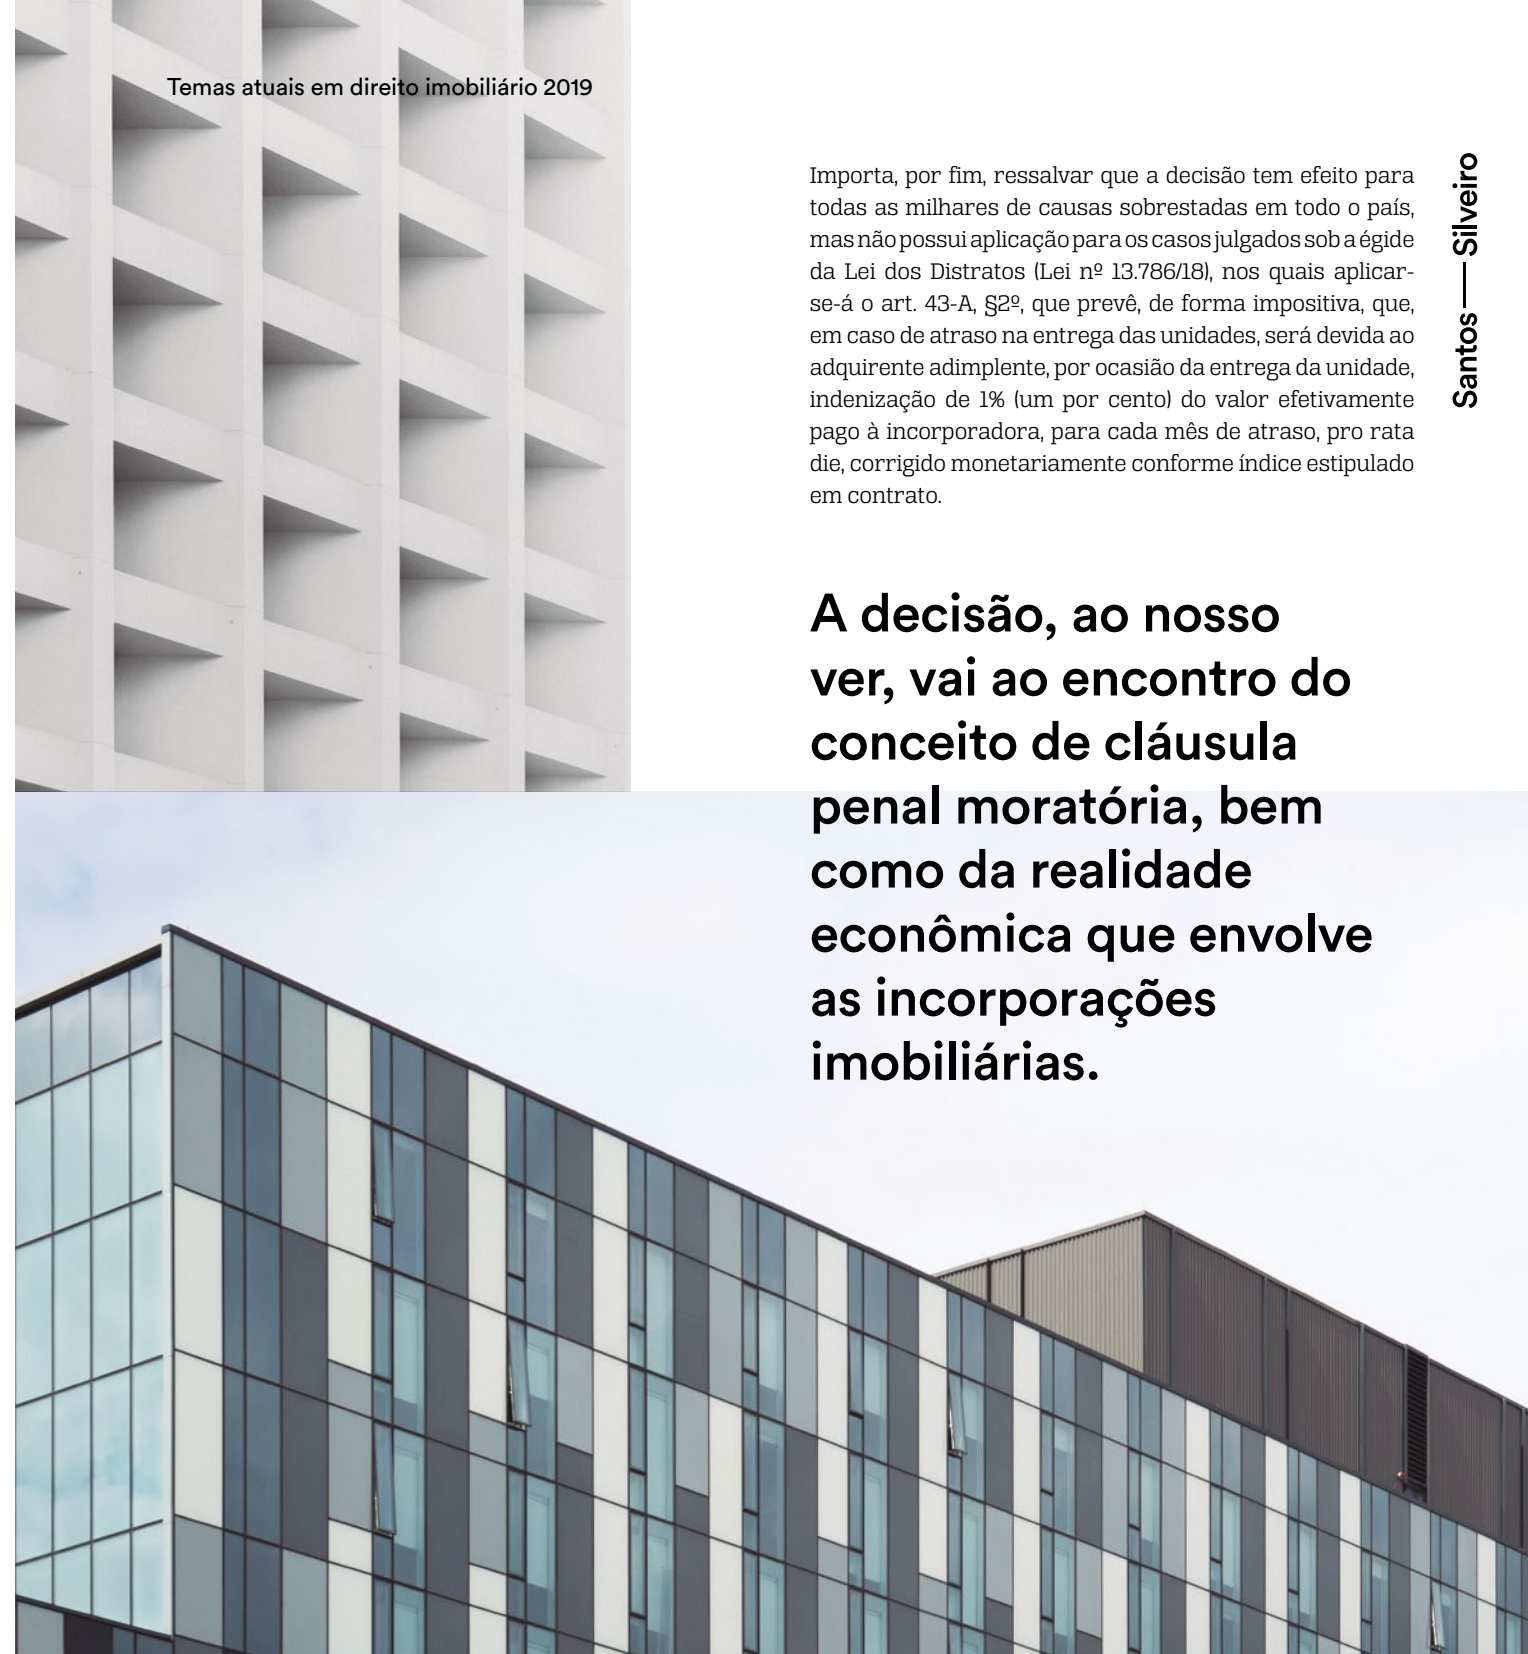 Temas atuais em direito imobiliário 2019
Importa, por fim, ressalvar que a decisão tem efeito para
todas as milhares de causas sobrestadas em todo o país,
mas não possui aplicação para os casos julgados sob a égide
da Lei dos Distratos (Lei nº 13.786/18), nos quais aplicar-
se-á o art. 43-A, §2º, que prevê, de forma impositiva, que,
em caso de atraso na entrega das unidades, será devida ao
adquirente adimplente, por ocasião da entrega da unidade,
indenização de 1% (um por cento) do valor efetivamente
pago à incorporadora, para cada mês de atraso, pro rata
die, corrigido monetariamente conforme índice estipulado
em contrato.
Santos — Silveiro
A decisão, ao nosso
ver, vai ao encontro do
conceito de cláusula
penal moratória, bem
como da realidade
econômica que envolve
as incorporações
imobiliárias.